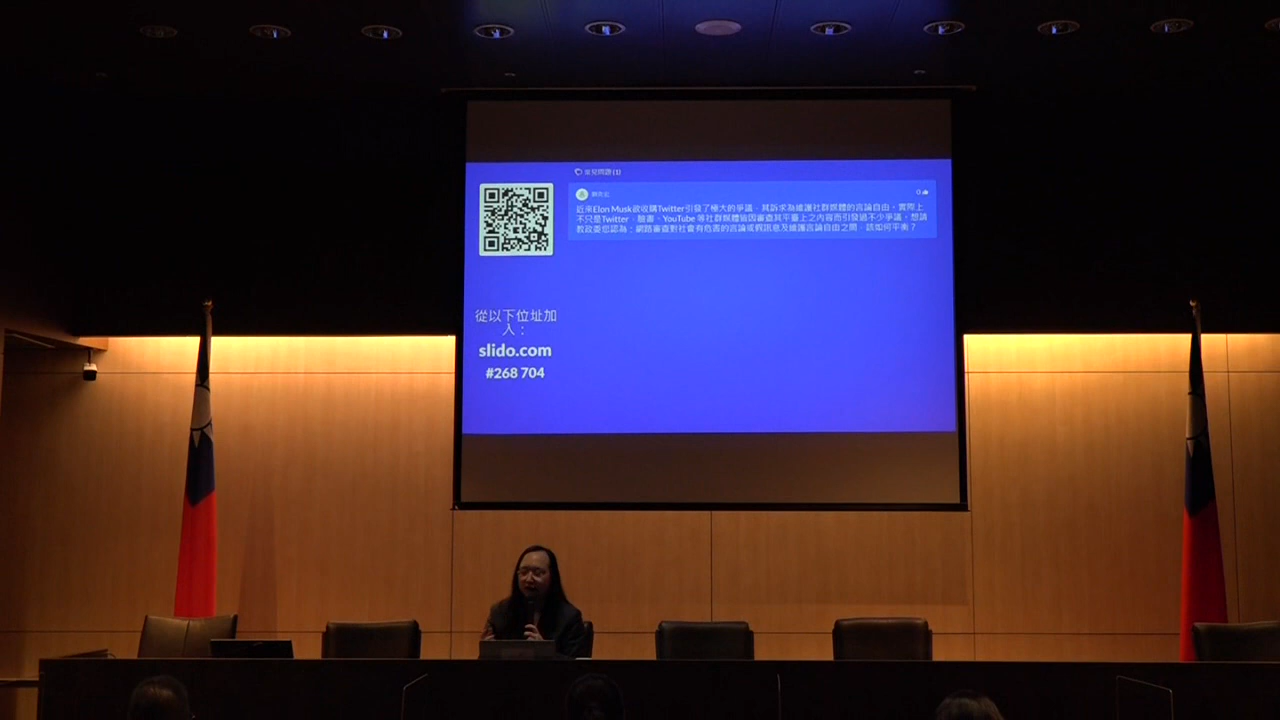 常見問題 (1)
近來Elon Musk欲收購Twitter引發了極大的爭議，其訴求為維護社群媒體的言論自由，實際上
不只是Twitter、臉書、YouTube 等社群媒體皆因審查其平臺上之內容而引發過不少爭議，想請
教政委您認為：網路審查對社會有危害的言論或假訊息及維護言論自由之間，該如何平衡？
0
從以下位址加
入：
slido.com
#268 704